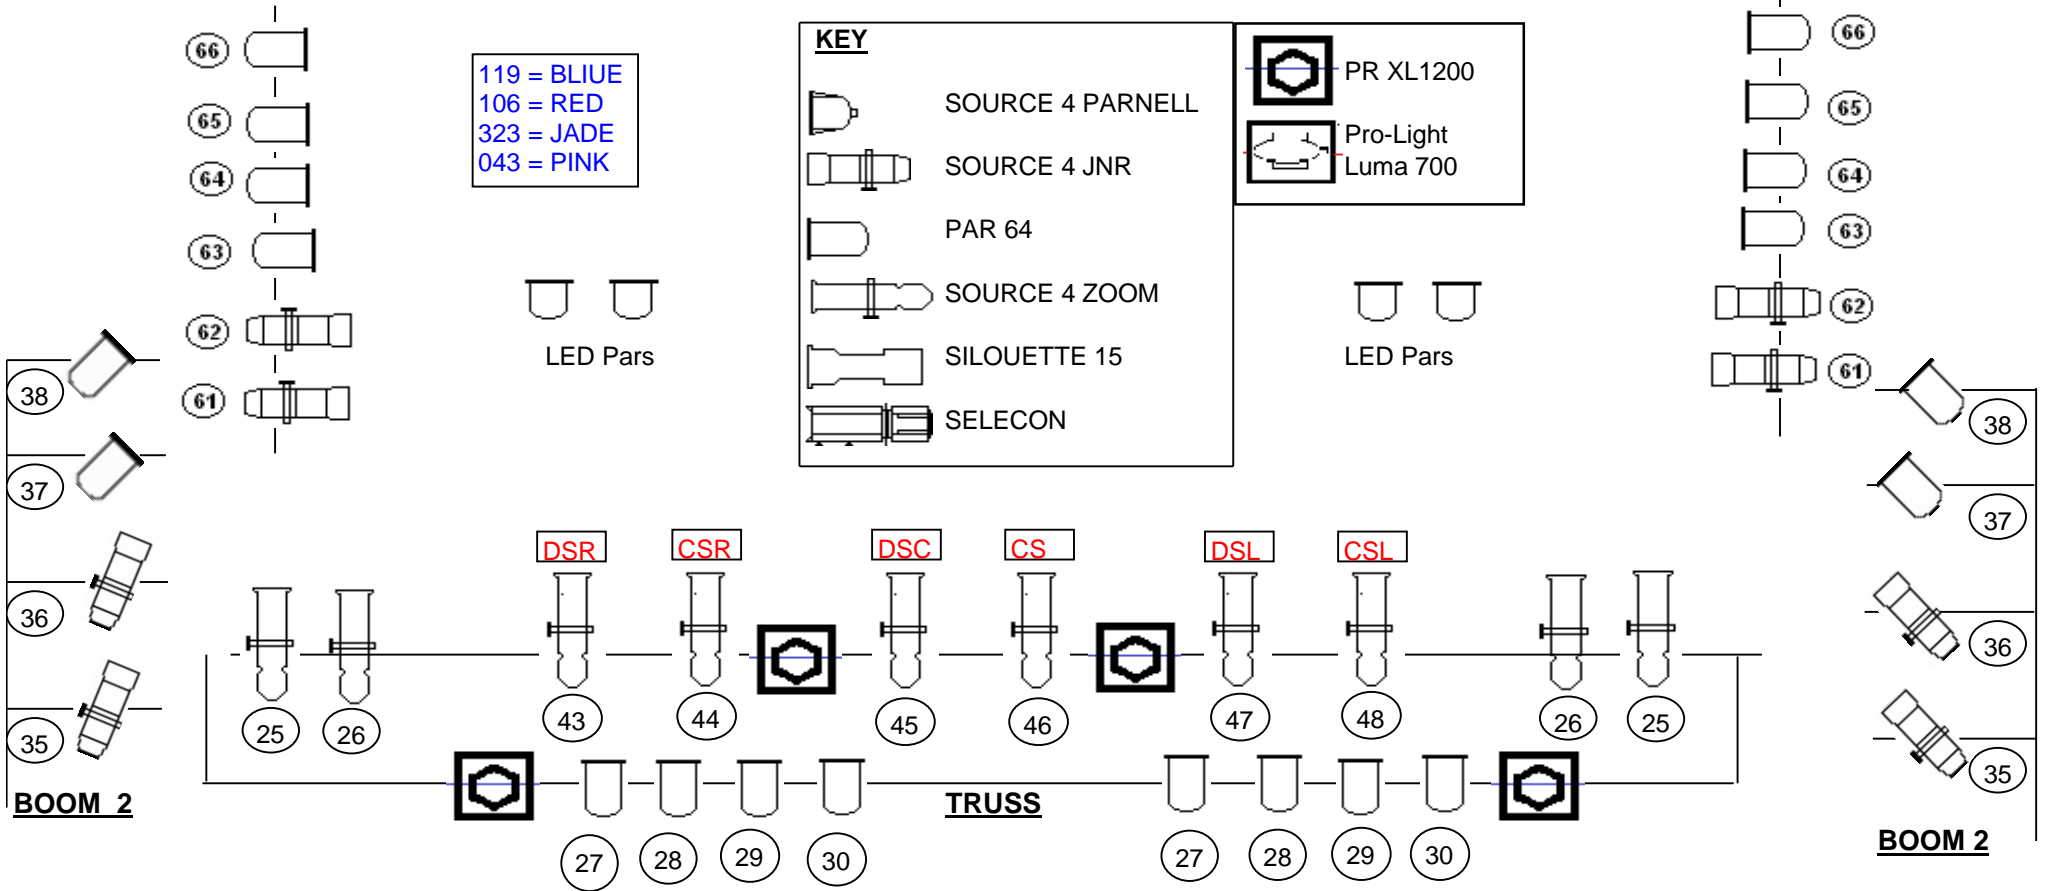 66
65
64
63
62
61
119 = BLIUE
106 = RED
323 = JADE
043 = PINK
KEY
SOURCE 4 PARNELL
SOURCE 4 JNR
PAR 64
SOURCE 4 ZOOM
SILOUETTE 15
SELECON
PR XL1200
Pro-Light
Luma 700
66
65
64
63
62
61
LED Pars
LED Pars
38
37
36
35
BOOM 2
38
37
36
35
BOOM 2
DSR
CSR
DSC
CS
DSL
CSL
25
26
43
44
45
46
47
48
26
25
TRUSS
27
28
29
30
27
28
29
30